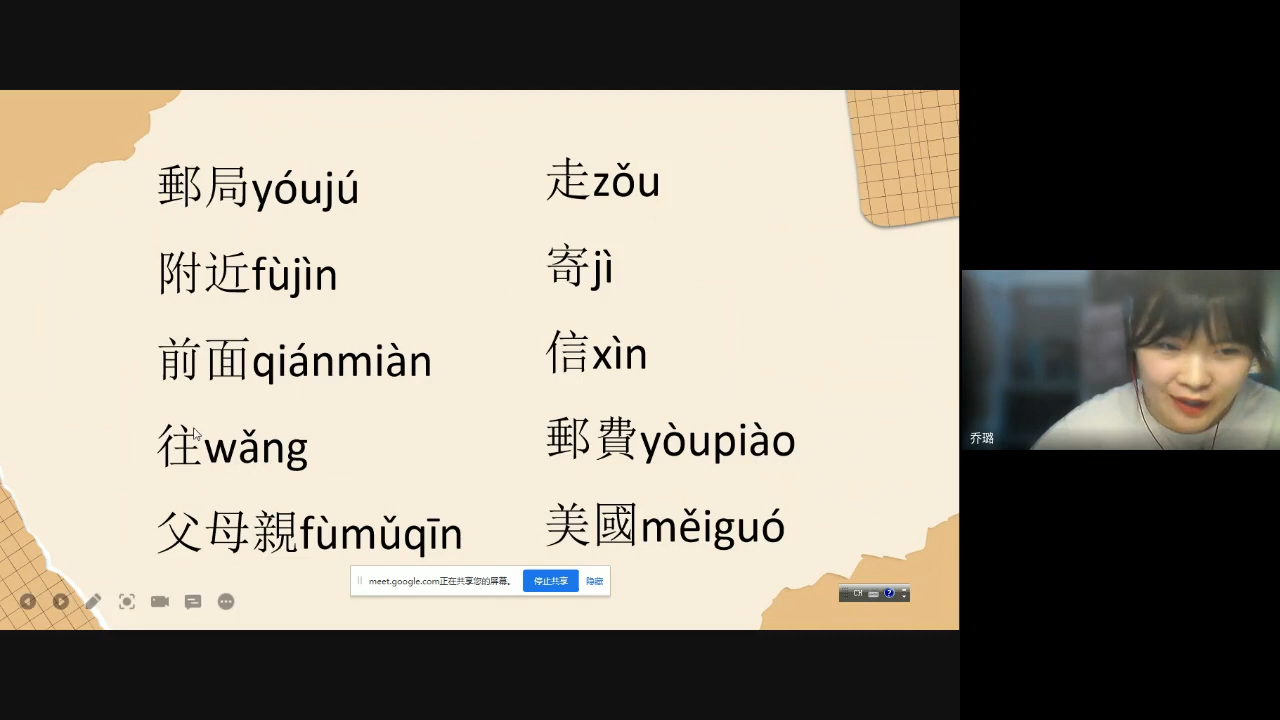 郵局yóujú
附近fùjìn
前面qiánmiàn
往wǎng
父母親fùmǔqīn
走zǒu
寄jì
信xìn
郵費yòupiào
美國měiguó
meet.google.com正在共享您的屏幕。
停止共享
隐藏
CH
乔璐